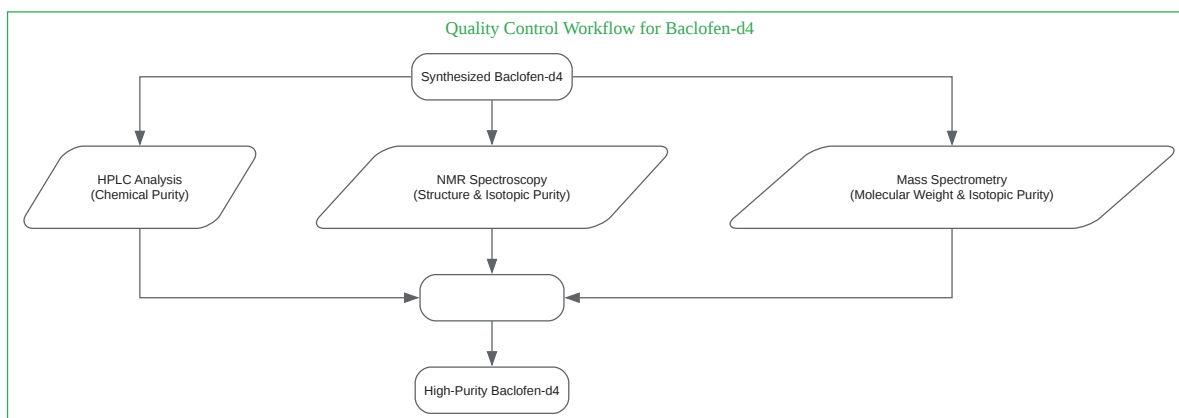 Quality Control Workflow for Baclofen-d4
Synthesized Baclofen-d4
HPLC Analysis
(Chemical Purity)
NMR Spectroscopy
(Structure & Isotopic Purity)
Mass Spectrometry
(Molecular Weight & Isotopic Purity)
High-Purity Baclofen-d4